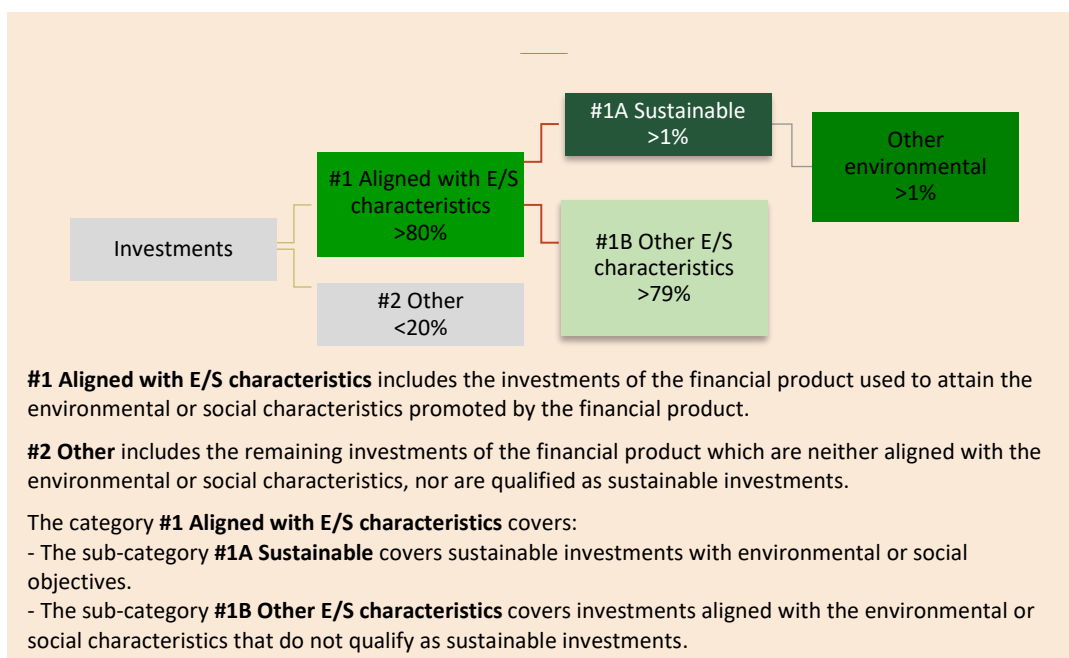 #1A Sustainable
>1%
Other
environmental
>1%
#1 Aligned with E/S
characteristics
>80%
Investments
#1B Other E/S
characteristics
>79%
#2 Other
<20%
#1 Aligned with E/S characteristics includes the investments of the financial product used to attain the
environmental or social characteristics promoted by the financial product.
#2 Other includes the remaining investments of the financial product which are neither aligned with the
environmental or social characteristics, nor are qualified as sustainable investments.
The category #1 Aligned with E/S characteristics covers:
- The sub-category #1A Sustainable covers sustainable investments with environmental or social
objectives.
- The sub-category #1B Other E/S characteristics covers investments aligned with the environmental or
social characteristics that do not qualify as sustainable investments.